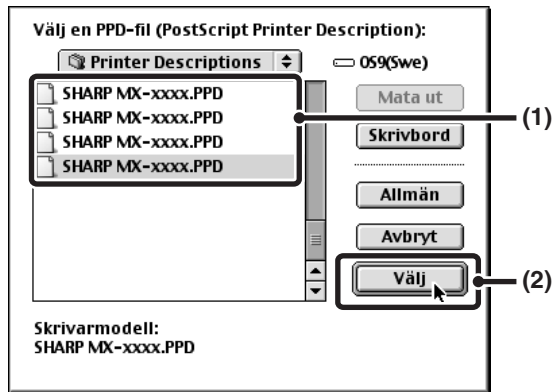 Välj en PPD-fil (PostScript Printer Description):
Printer Descriptions
OS9(Swe)
SHARP MX-xxxx.PPD
SHARP MX-xxxx.PPD
SHARP MX-xxxx.PPD
SHARP MX-xxxx.PPD
Mata ut
Skrivbord
(1)
Allmän
Avbryt
Välj
(2)
Skrivarmodell:
SHARP MX-xxxx.PPD